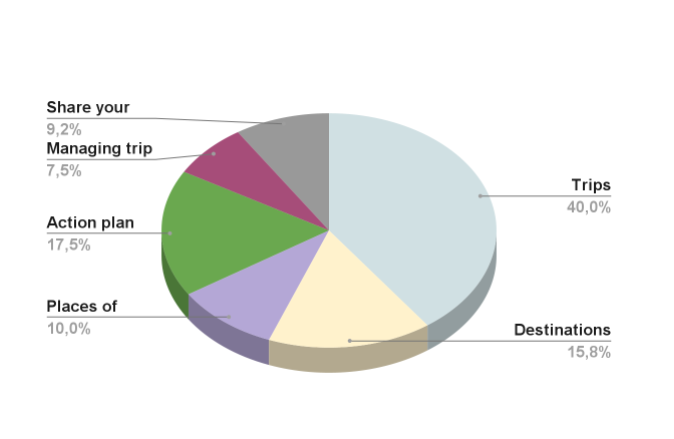 Share your
9,2%
Managing trip
7,5%
Action plan
17,5%
Places of
10,0%
Trips
40,0%
Destinations
15,8%